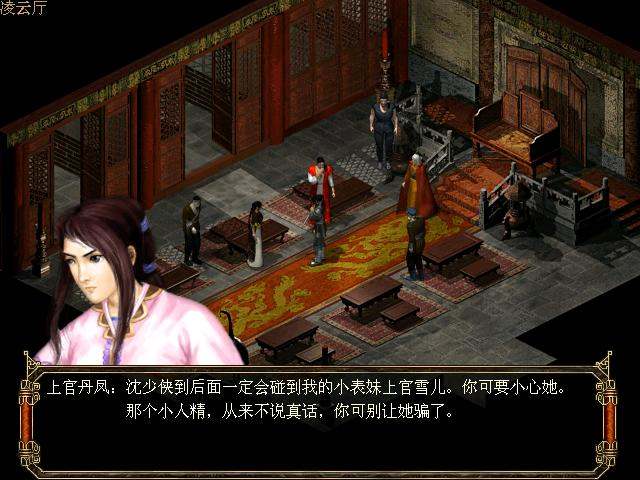 凌云厅
上官丹凤：沈少侠到后面一定会碰到我的小表妹上官雪儿。你可要小心她。
那个小人精，从来不说真话，你可别让她骗了。